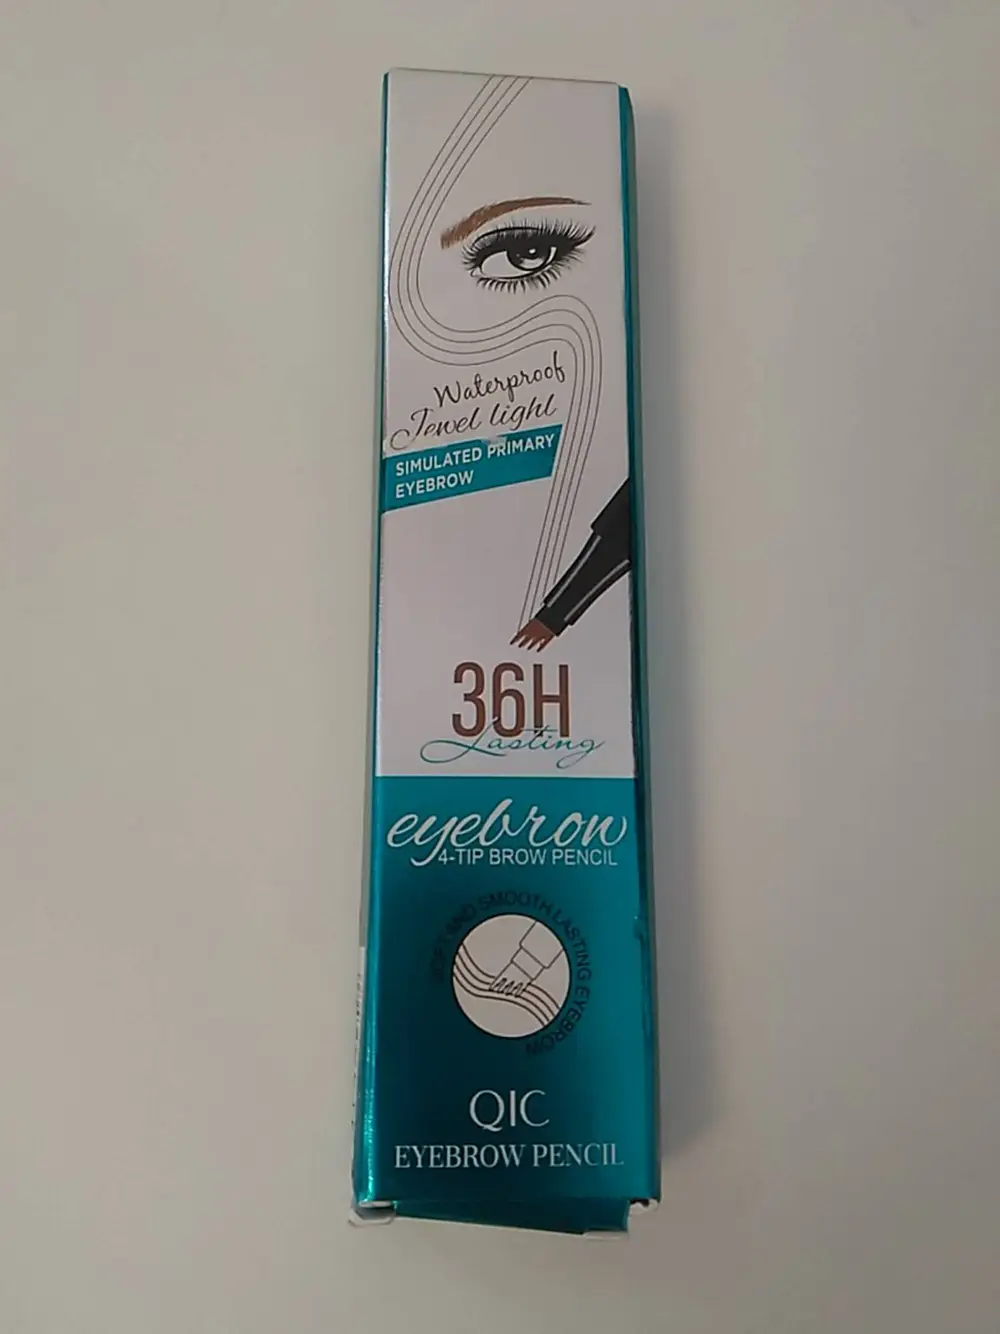 Waterproof
Jewel light
SIMULATED PRIMARY
EYEBROW
36H
Lasting
eyebrow
4-TIP BROW PENCIL
SOFT AND SMOOTH LASTING EYEBROW
QIC
EYEBROW PENCIL